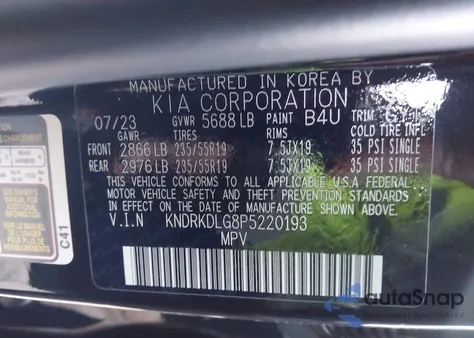 MANUFACTURED IN KOREA BY
KIA CORPORATION
07/23 GVWR 5688 LB PAINT B4U TRIM
GAWR TIRES RIMS COLD TIRE INFL
FRONT 2866 LB 235/55R19 7.5JX19 35 PSI SINGLE
REAR 2976 LB 235/55R19 7.5JX19 35 PSI SINGLE
THIS VEHICLE CONFORMS TO ALL APPLICABLE U.S.A FEDERAL
MOTOR VEHICLE SAFETY AND THEFT PREVENTION STANDARDS
IN EFFECT ON THE DATE OF MANUFACTURE SHOWN ABOVE.
V.I.N KNDRKDLG8P5220193
MPV
C41
autoSnap